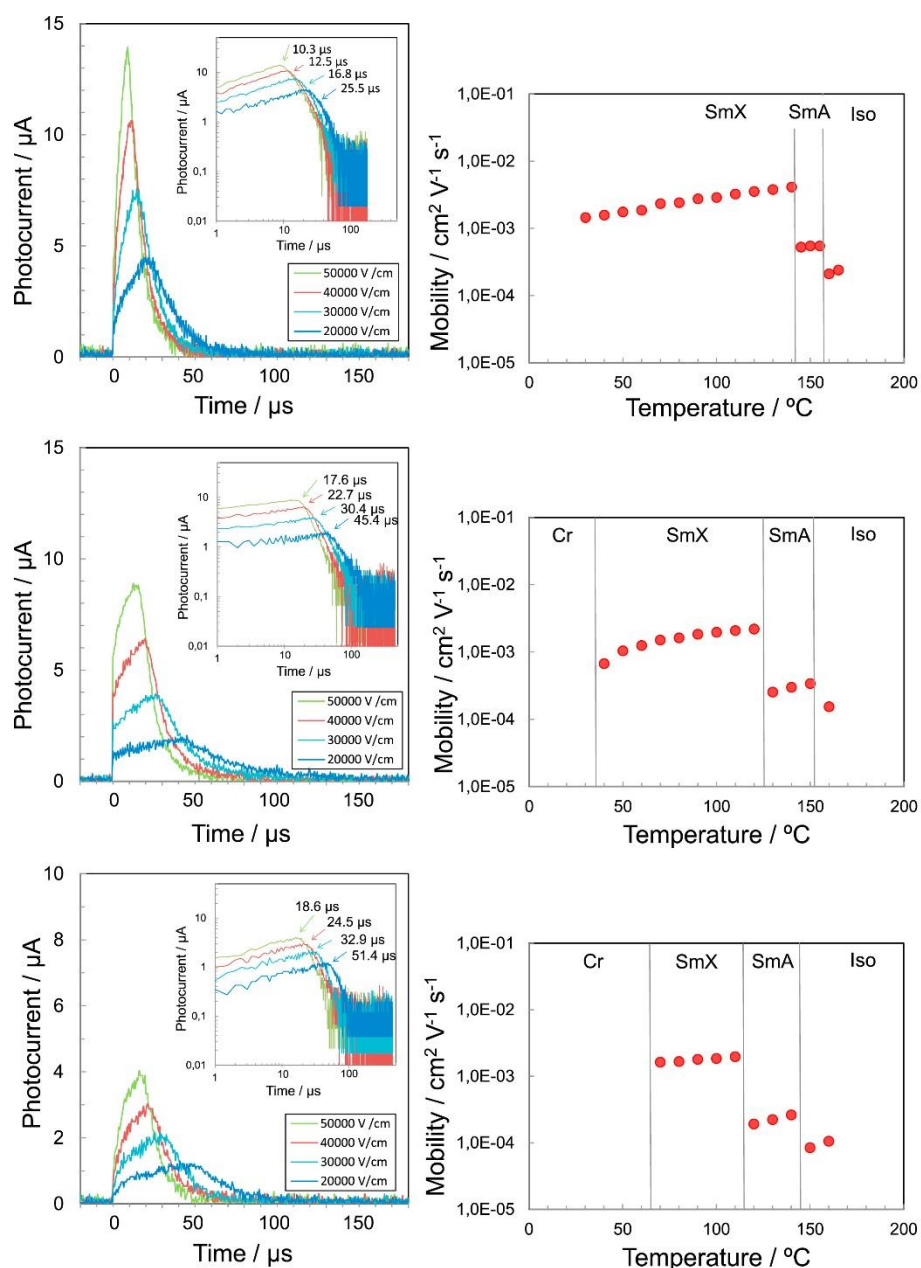 15
10
5
0
0
50
100
150
Photocurrent / µA
Time / µs
10.3 µs
12.5 µs
16.8 µs
25.5 µs
10
1
0,1
0,01
1
10
100
Photocurrent / µA
Time / µs
50000 V /cm
40000 V/cm
30000 V/cm
20000 V/cm
1,0E-01
1,0E-02
1,0E-03
1,0E-04
1,0E-05
0
50
100
150
200
SmX
SmA
Iso
Mobility / cm² V⁻¹ s⁻¹
Temperature / ºC
15
10
5
0
0
50
100
150
Photocurrent / µA
Time / µs
17.6 µs
22.7 µs
30.4 µs
45.4 µs
10
1
0,1
0,01
1
10
100
Photocurrent / µA
Time / µs
50000 V /cm
40000 V/cm
30000 V/cm
20000 V/cm
1,0E-01
1,0E-02
1,0E-03
1,0E-04
1,0E-05
0
50
100
150
200
Cr
SmX
SmA
Iso
Mobility / cm² V⁻¹ s⁻¹
Temperature / ºC
10
8
6
4
2
0
0
50
100
150
Photocurrent / µA
Time / µs
18.6 µs
24.5 µs
32.9 µs
51.4 µs
10
1
0,1
0,01
1
10
100
Photocurrent / µA
Time / µs
50000 V/cm
40000 V/cm
30000 V/cm
20000 V/cm
1,0E-01
1,0E-02
1,0E-03
1,0E-04
1,0E-05
0
50
100
150
200
Cr
SmX
SmA
Iso
Mobility / cm² V⁻¹ s⁻¹
Temperature / ºC